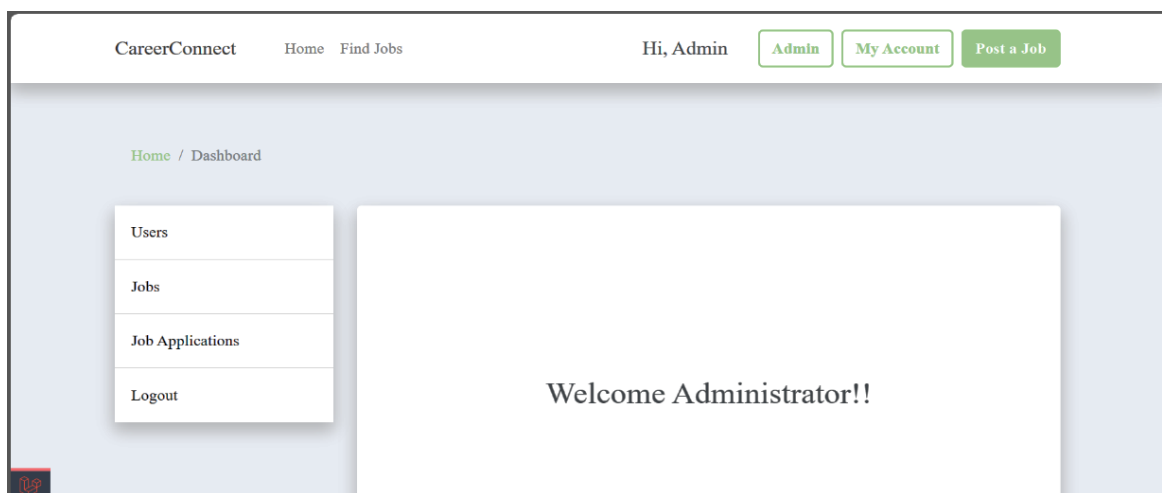 CareerConnect Home Find Jobs Hi, Admin Admin My Account Post a Job
Home / Dashboard
Users
Jobs
Job Applications
Logout
Welcome Administrator!!